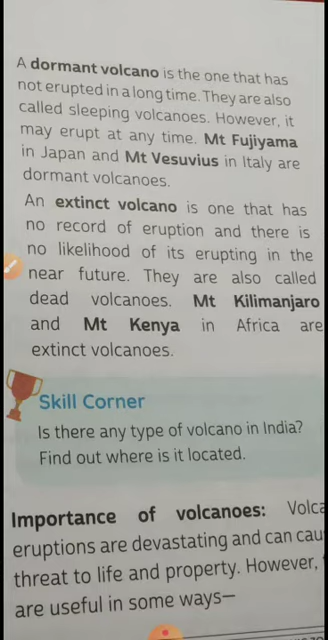 A dormant volcano is the one that has
not erupted in a long time. They are also
called sleeping volcanoes. However, it
may erupt at any time. Mt Fujiyama
in Japan and Mt Vesuvius in Italy are
dormant volcanoes.
An extinct volcano is one that has
no record of eruption and there is
no likelihood of its erupting in the
near future. They are also called
dead volcanoes. Mt Kilimanjaro
and Mt Kenya in Africa are
extinct volcanoes.
Skill Corner
Is there any type of volcano in India?
Find out where is it located.
Importance of volcanoes: Volca
eruptions are devastating and can cau
threat to life and property. However,
are useful in some ways—